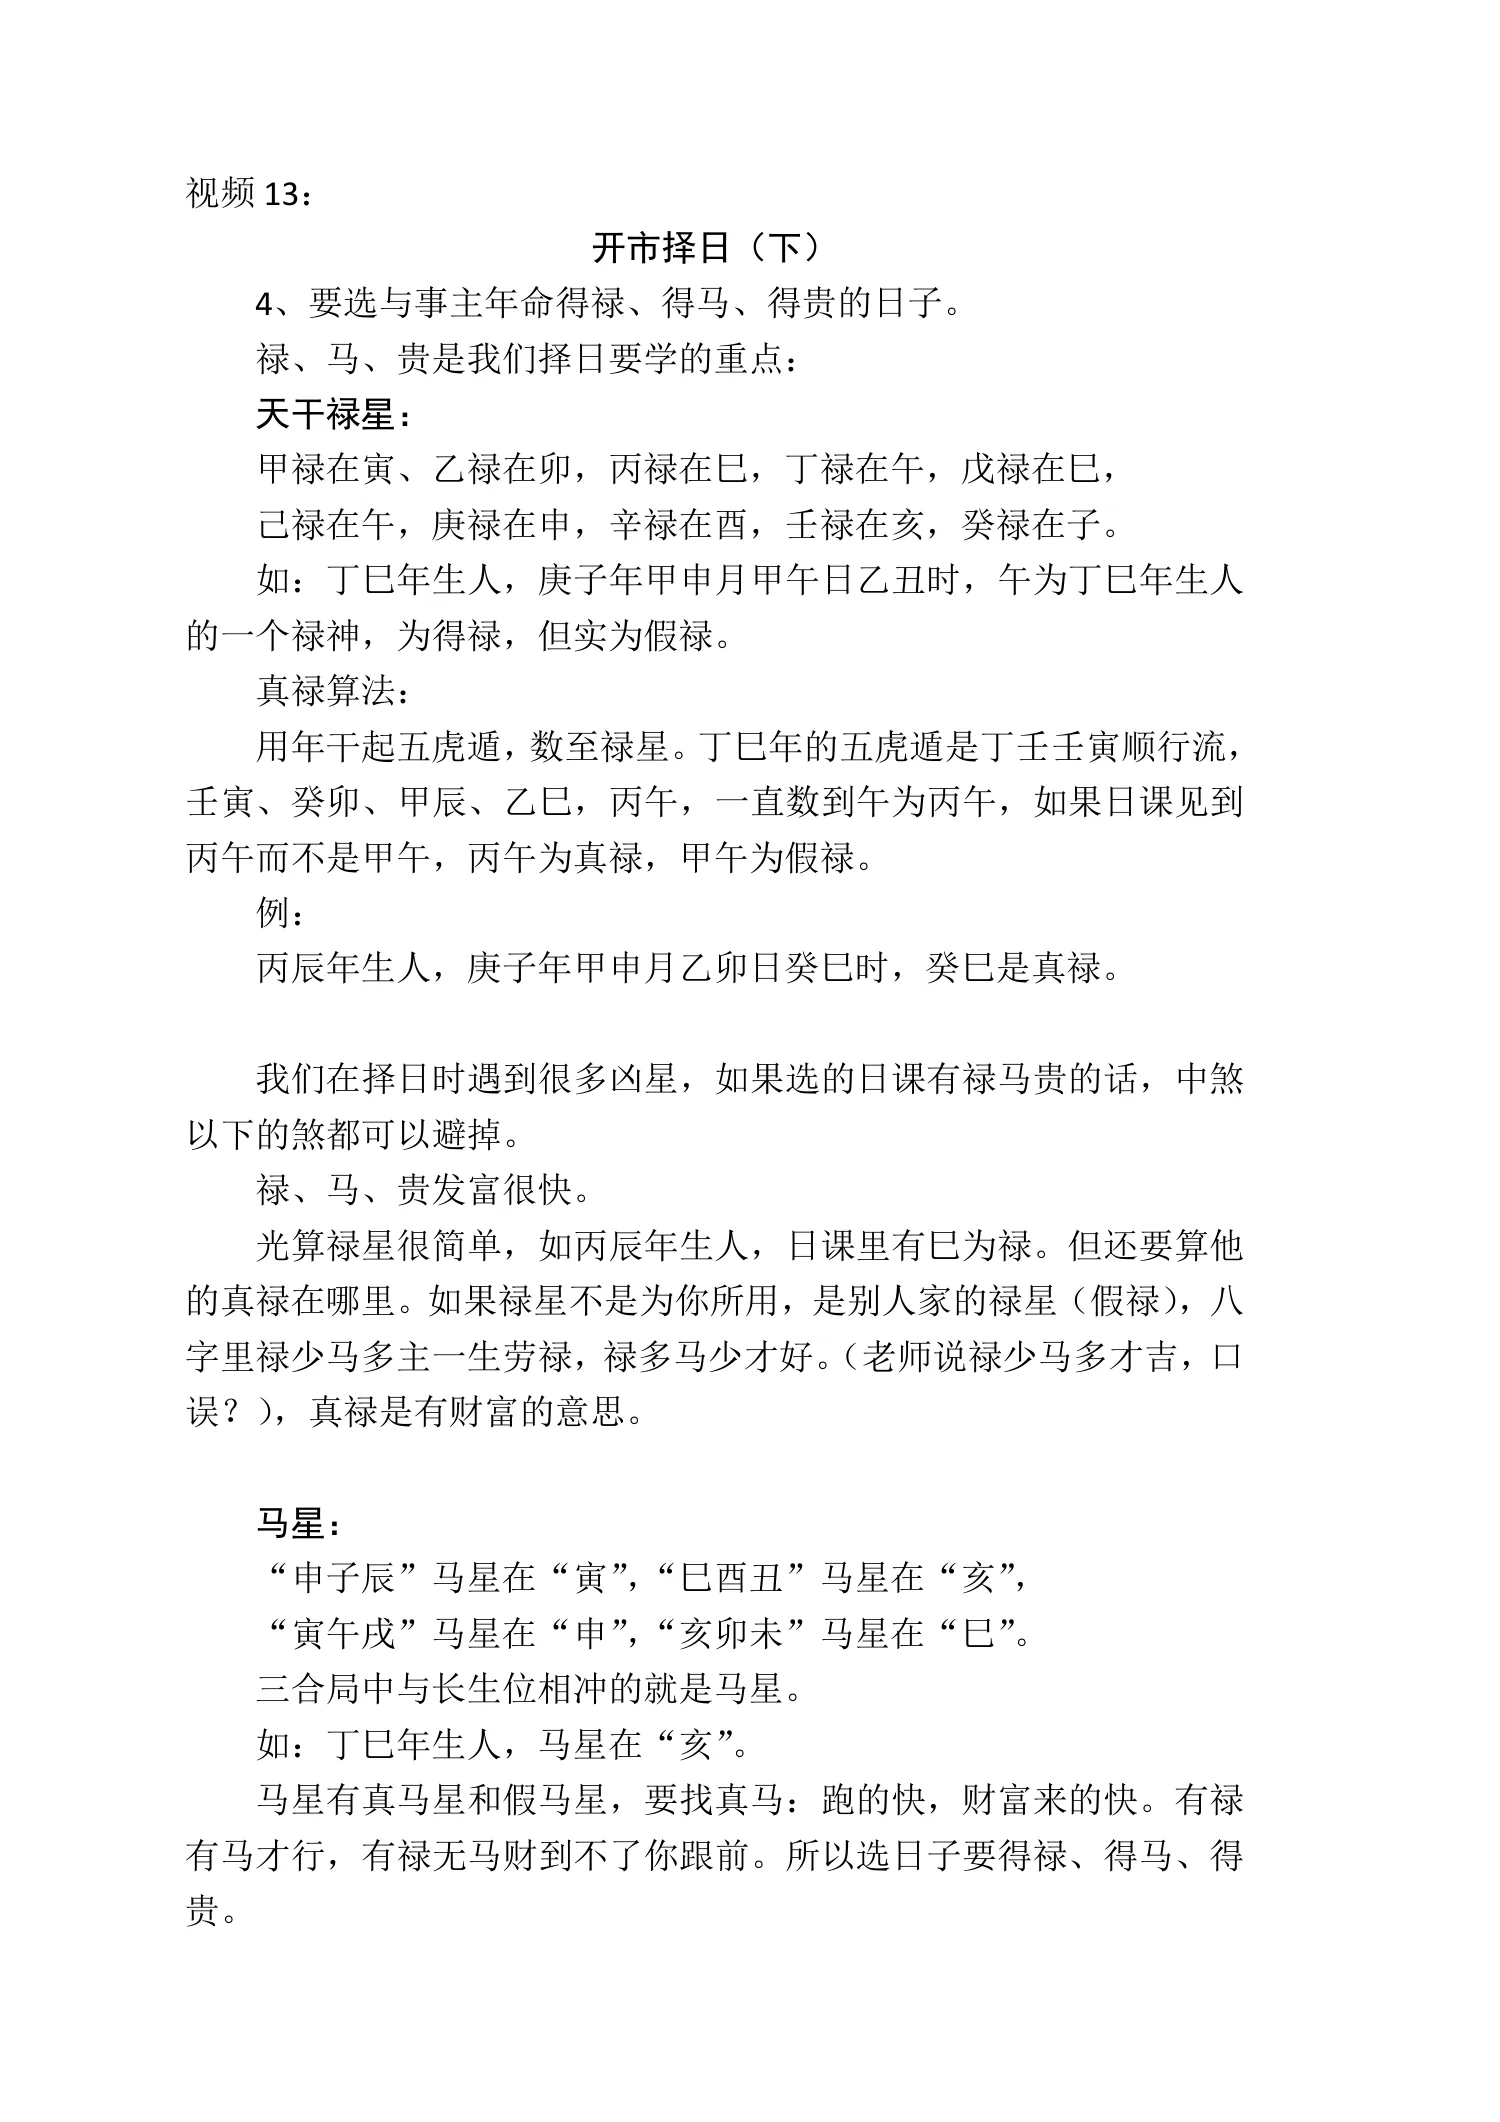 视频 13：
开市择日（下）
4、要选与事主年命得禄、得马、得贵的日子。
禄、马、贵是我们择日要学的重点：
天干禄星：
甲禄在寅、乙禄在卯，丙禄在巳，丁禄在午，戊禄在巳，
己禄在午，庚禄在申，辛禄在酉，壬禄在亥，癸禄在子。
如：丁巳年生人，庚子年甲申月甲午日乙丑时，午为丁巳年生人
的一个禄神，为得禄，但实为假禄。
真禄算法：
用年干起五虎遁，数至禄星。丁巳年的五虎遁是丁壬壬寅顺行流，
壬寅、癸卯、甲辰、乙巳，丙午，一直数到午为丙午，如果日课见到
丙午而不是甲午，丙午为真禄，甲午为假禄。
例：
丙辰年生人，庚子年甲申月乙卯日癸巳时，癸巳是真禄。
我们在择日时遇到很多凶星，如果选的日课有禄马贵的话，中煞
以下的煞都可以避掉。
禄、马、贵发富很快。
光算禄星很简单，如丙辰年生人，日课里有巳为禄。但还要算他
的真禄在哪里。如果禄星不是为你所用，是别人家的禄星（假禄），八
字里禄少马多主一生劳禄，禄多马少才好。（老师说禄少马多才吉，口
误？），真禄是有财富的意思。
马星：
“申子辰”马星在“寅”，“巳酉丑”马星在“亥”，
“寅午戌”马星在“申”，“亥卯未”马星在“巳”。
三合局中与长生位相冲的就是马星。
如：丁巳年生人，马星在“亥”。
马星有真马星和假马星，要找真马：跑的快，财富来的快。有禄
有马才行，有禄无马财到不了你跟前。所以选日子要得禄、得马、得
贵。